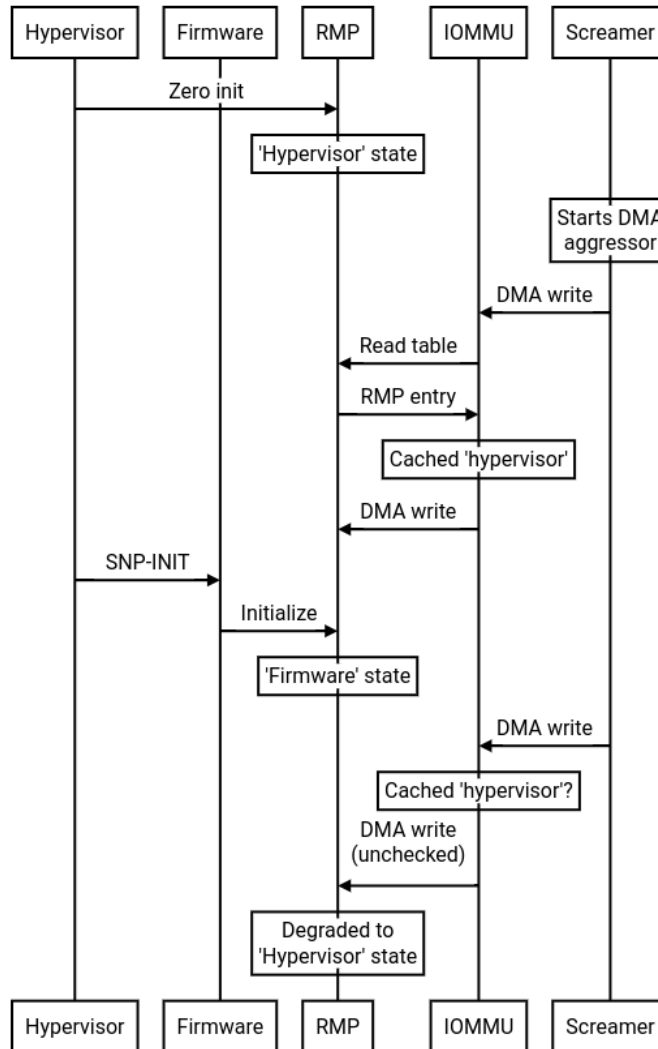 Hypervisor
Firmware
RMP
IOMMU
Screamer
Zero init
'Hypervisor' state
Starts DMA
aggressor
DMA write
Read table
RMP entry
Cached 'hypervisor'
DMA write
SNP-INIT
Initialize
'Firmware' state
DMA write
Cached 'hypervisor'?
DMA write
(unchecked)
Degraded to
'Hypervisor' state
Hypervisor
Firmware
RMP
IOMMU
Screamer